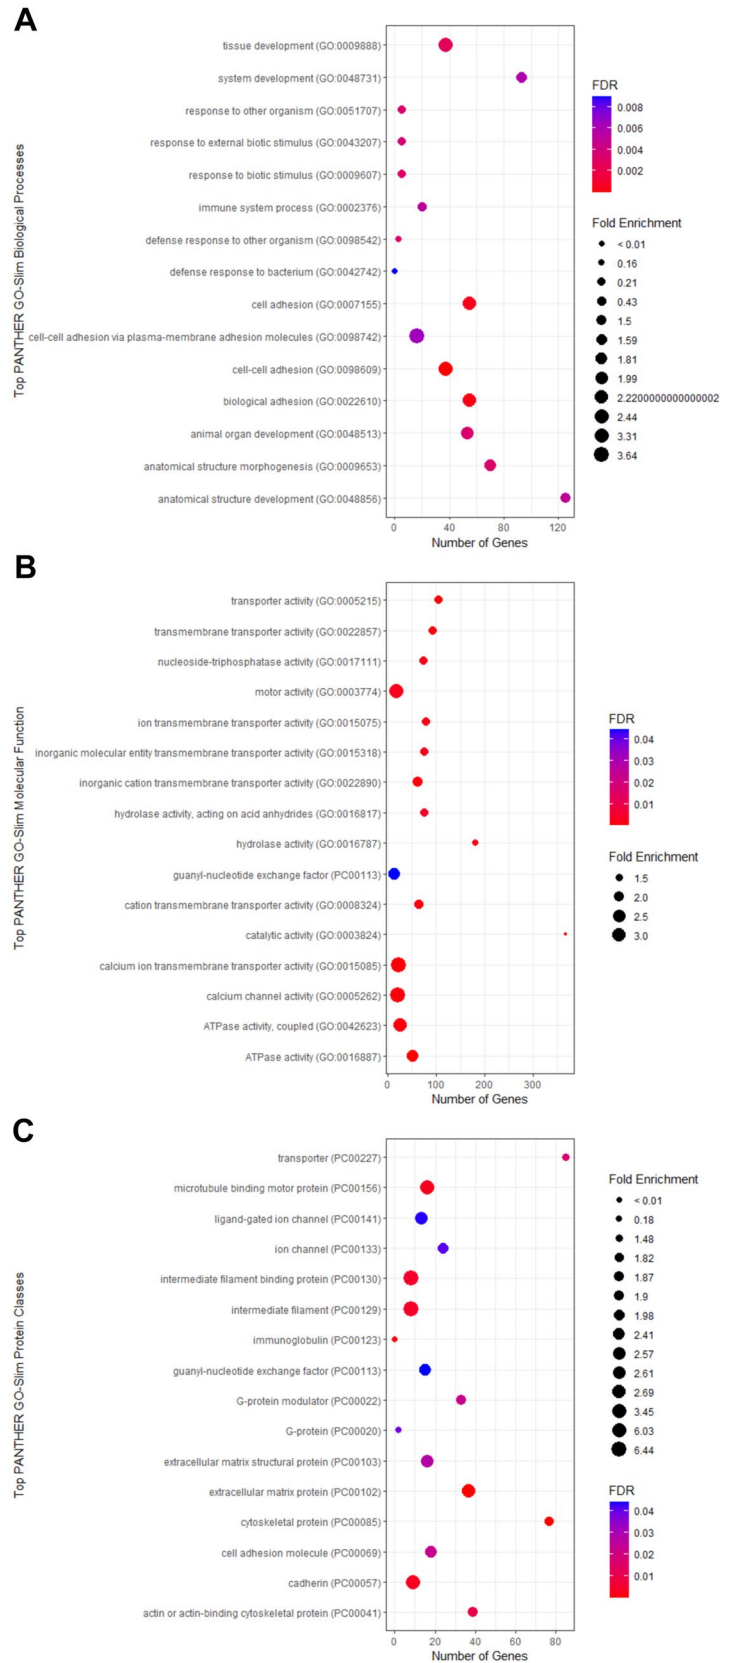 A
Top PANTHER GO-Slim Biological Processes
tissue development (GO:0009888)
system development (GO:0048731)
response to other organism (GO:0051707)
response to external biotic stimulus (GO:0043207)
response to biotic stimulus (GO:0009607)
immune system process (GO:0002376)
defense response to other organism (GO:0098542)
defense response to bacterium (GO:0042742)
cell adhesion (GO:0007155)
cell-cell adhesion via plasma-membrane adhesion molecules (GO:0098742)
cell-cell adhesion (GO:0098609)
biological adhesion (GO:0022610)
animal organ development (GO:0048513)
anatomical structure morphogenesis (GO:0009653)
anatomical structure development (GO:0048856)
0 40 80 120
Number of Genes
FDR
0.008
0.006
0.004
0.002
Fold Enrichment
< 0.01
0.16
0.21
0.43
1.5
1.59
1.81
1.99
2.2200000000000002
2.44
3.31
3.64
B
Top PANTHER GO-Slim Molecular Function
transporter activity (GO:0005215)
transmembrane transporter activity (GO:0022857)
nucleoside-triphosphatase activity (GO:0017111)
motor activity (GO:0003774)
ion transmembrane transporter activity (GO:0015075)
inorganic molecular entity transmembrane transporter activity (GO:0015318)
inorganic cation transmembrane transporter activity (GO:0022890)
hydrolase activity, acting on acid anhydrides (GO:0016817)
hydrolase activity (GO:0016787)
guanyl-nucleotide exchange factor (PC00113)
cation transmembrane transporter activity (GO:0008324)
catalytic activity (GO:0003824)
calcium ion transmembrane transporter activity (GO:0015085)
calcium channel activity (GO:0005262)
ATPase activity, coupled (GO:0042623)
ATPase activity (GO:0016887)
0 100 200 300
Number of Genes
FDR
0.04
0.03
0.02
0.01
Fold Enrichment
1.5
2.0
2.5
3.0
C
Top PANTHER GO-Slim Protein Classes
transporter (PC00227)
microtubule binding motor protein (PC00156)
ligand-gated ion channel (PC00141)
ion channel (PC00133)
intermediate filament binding protein (PC00130)
intermediate filament (PC00129)
immunoglobulin (PC00123)
guanyl-nucleotide exchange factor (PC00113)
G-protein modulator (PC00022)
G-protein (PC00020)
extracellular matrix structural protein (PC00103)
extracellular matrix protein (PC00102)
cytoskeletal protein (PC00085)
cell adhesion molecule (PC00069)
cadherin (PC00057)
actin or actin-binding cytoskeletal protein (PC00041)
0 20 40 60 80
Number of Genes
Fold Enrichment
< 0.01
0.18
1.48
1.82
1.87
1.9
1.98
2.41
2.57
2.61
2.69
3.45
6.03
6.44
FDR
0.04
0.03
0.02
0.01